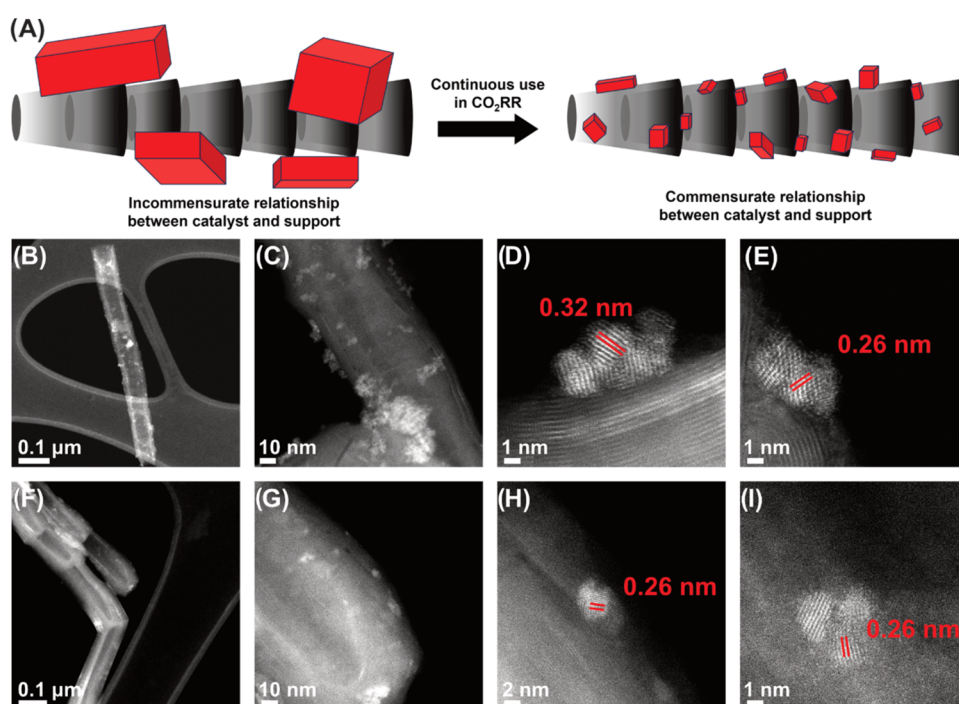 (A)
Continuous use
in CO₂RR
Incommensurate relationship
between catalyst and support
Commensurate relationship
between catalyst and support
(B)
0.1 µm
(C)
10 nm
(D)
0.32 nm
1 nm
(E)
0.26 nm
1 nm
(F)
0.1 µm
(G)
10 nm
(H)
0.26 nm
2 nm
(I)
0.26 nm
1 nm